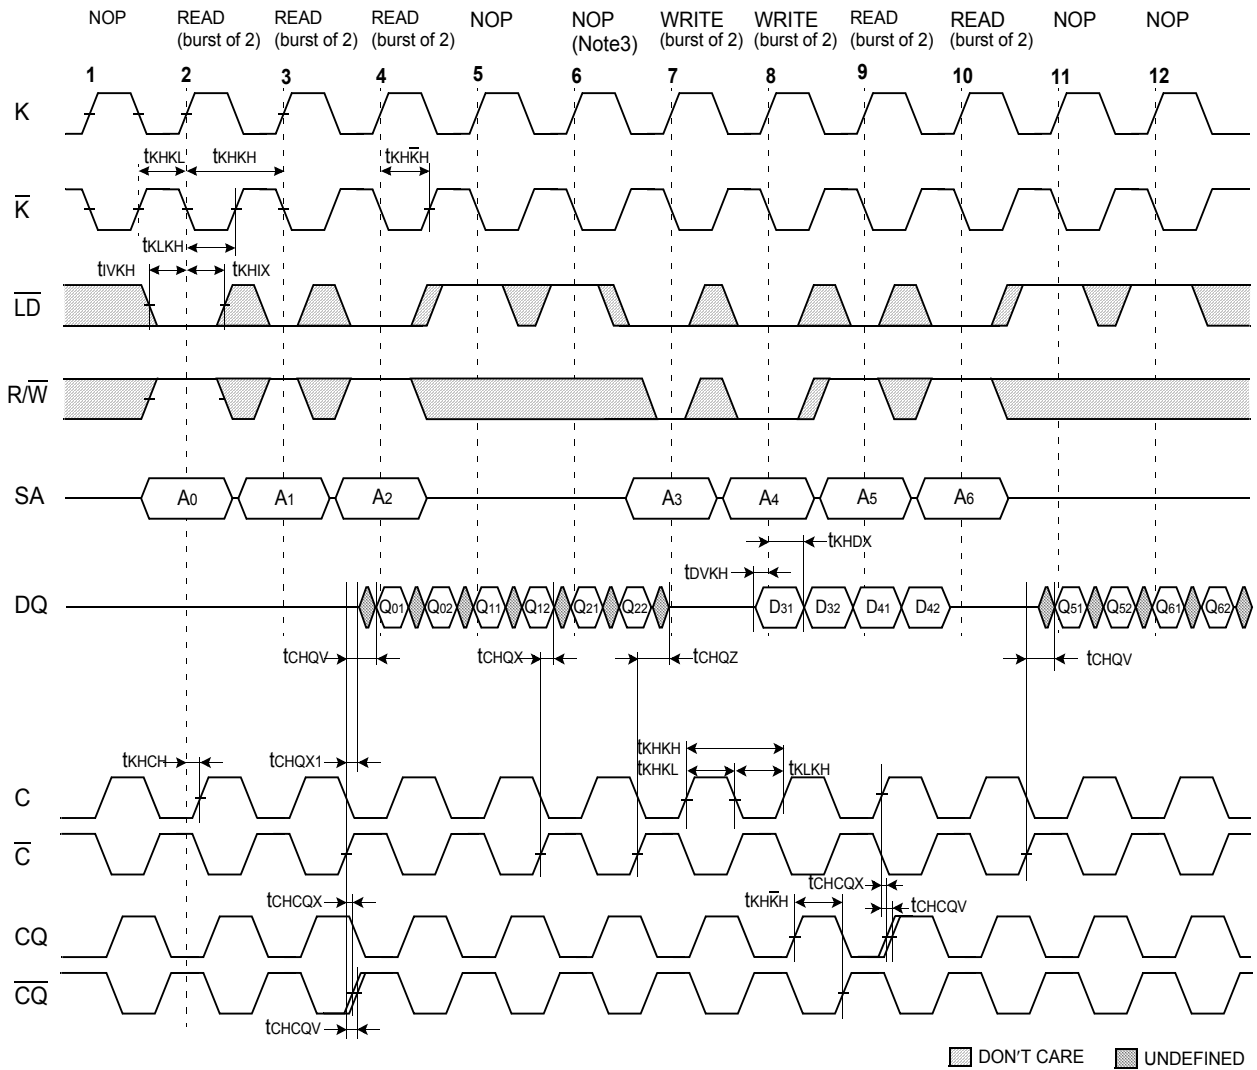 NOP READ READ READ NOP NOP WRITE WRITE READ READ NOP NOP
(burst of 2) (burst of 2) (burst of 2) (Note3) (burst of 2) (burst of 2) (burst of 2) (burst of 2)
1 2 3 4 5 6 7 8 9 10 11 12
K
tKHKL tKHKH tKHK̅H
K̅
tKLKH
tIVKH tKHIX
L̅D̅
R/W̅
SA A0 A1 A2 A3 A4 A5 A6
tKHDX
tDVKH
DQ Q01 Q02 Q11 Q12 Q21 Q22 D31 D32 D41 D42 Q51 Q52 Q61 Q62
tCHQV tCHQX tCHQZ tCHQV
tKHKH
tKHCH tCHQX1 tKHKL tKLKH
C
C̅
tCHCQX tKHK̅H tCHCQX
tCHCQV
CQ
C̅Q̅
tCHCQV
DON'T CARE UNDEFINED